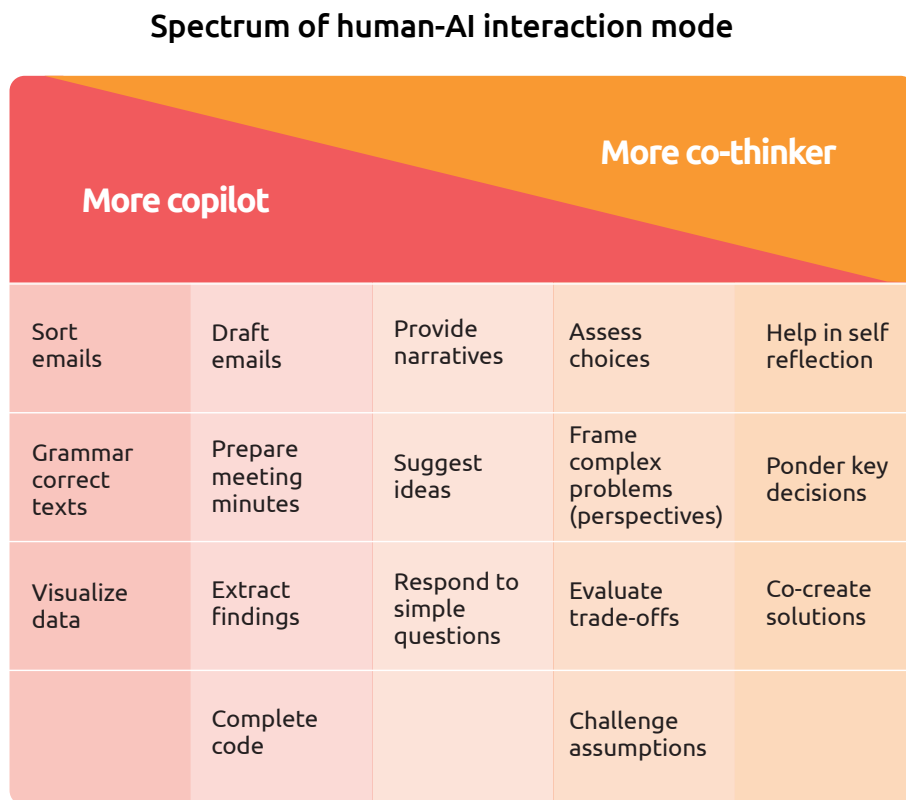 Spectrum of human-AI interaction mode
More co-thinker
More copilot
Sort
emails
Draft
emails
Provide
narratives
Assess
choices
Help in self
reflection
Grammar
correct
texts
Prepare
meeting
minutes
Suggest
ideas
Frame
complex
problems
(perspectives)
Ponder key
decisions
Visualize
data
Extract
findings
Respond to
simple
questions
Evaluate
trade-offs
Co-create
solutions
Complete
code
Challenge
assumptions